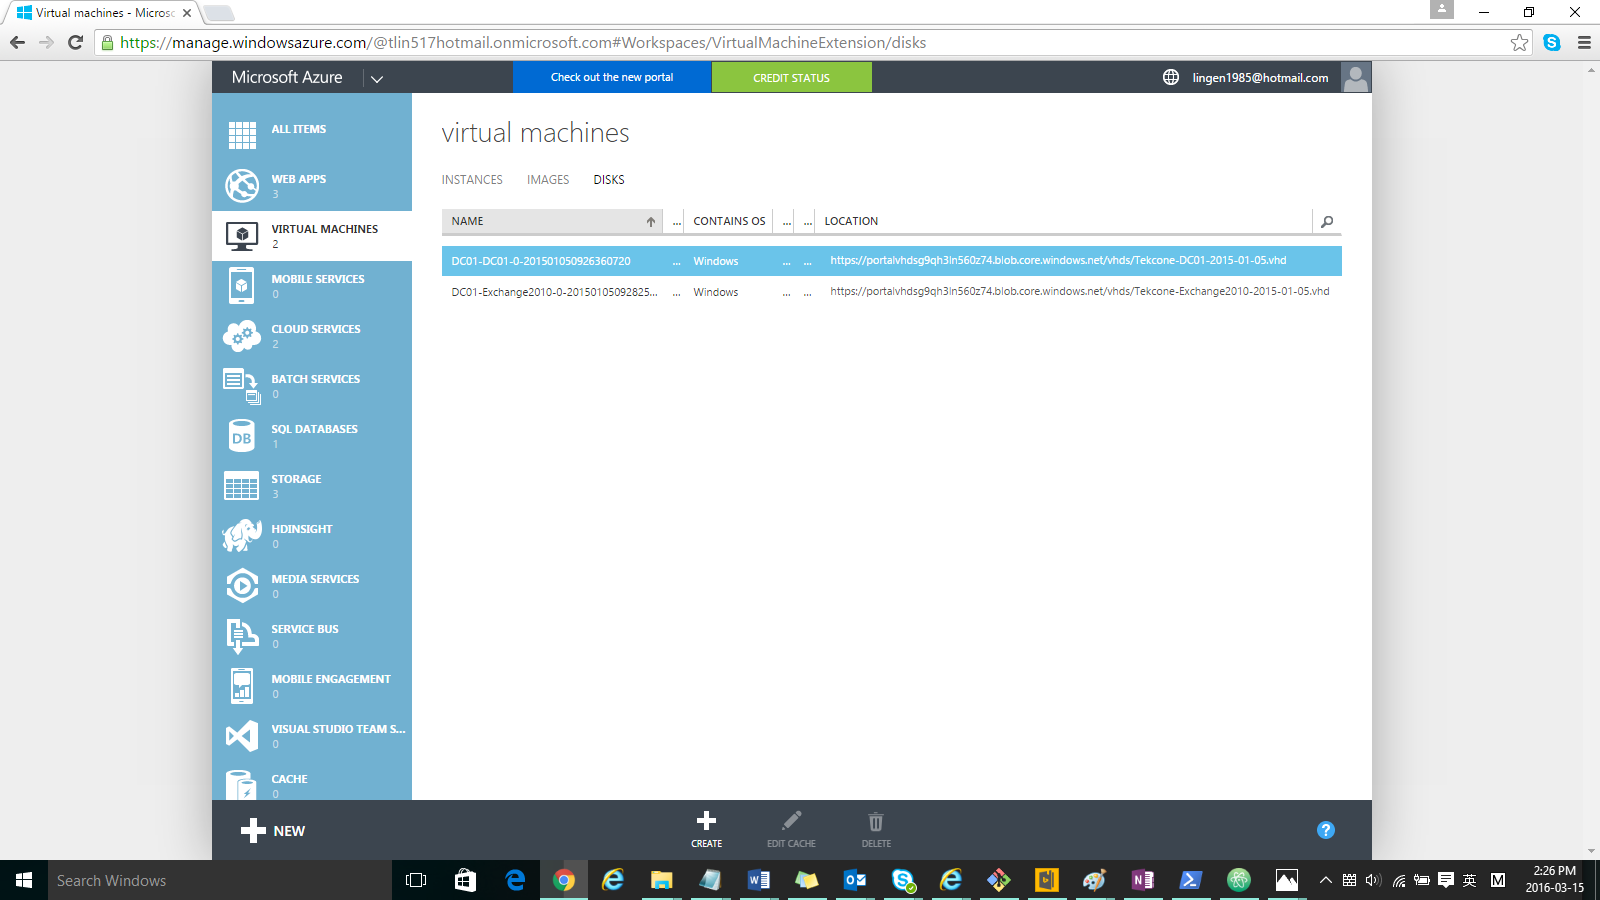 Virtual machines - Microso
https://manage.windowsazure.com/@tlin517hotmail.onmicrosoft.com#Workspaces/VirtualMachineExtension/disks
Microsoft Azure
Check out the new portal
CREDIT STATUS
lingen1985@hotmail.com
ALL ITEMS
WEB APPS
3
VIRTUAL MACHINES
2
MOBILE SERVICES
0
CLOUD SERVICES
2
BATCH SERVICES
0
SQL DATABASES
1
DB
STORAGE
3
HDINSIGHT
0
MEDIA SERVICES
0
SERVICE BUS
0
MOBILE ENGAGEMENT
0
VISUAL STUDIO TEAM S...
0
CACHE
0
virtual machines
INSTANCES IMAGES DISKS
NAME ... CONTAINS OS ... ... LOCATION
DC01-DC01-0-201501050926360720 ... Windows ... ... https://portalvhdsg9qh3ln560z74.blob.core.windows.net/vhds/Tekcone-DC01-2015-01-05.vhd
DC01-Exchange2010-0-20150105092825... ... Windows ... ... https://portalvhdsg9qh3ln560z74.blob.core.windows.net/vhds/Tekcone-Exchange2010-2015-01-05.vhd
NEW
CREATE
EDIT CACHE
DELETE
?
Search Windows
英
M
2:26 PM
2016-03-15